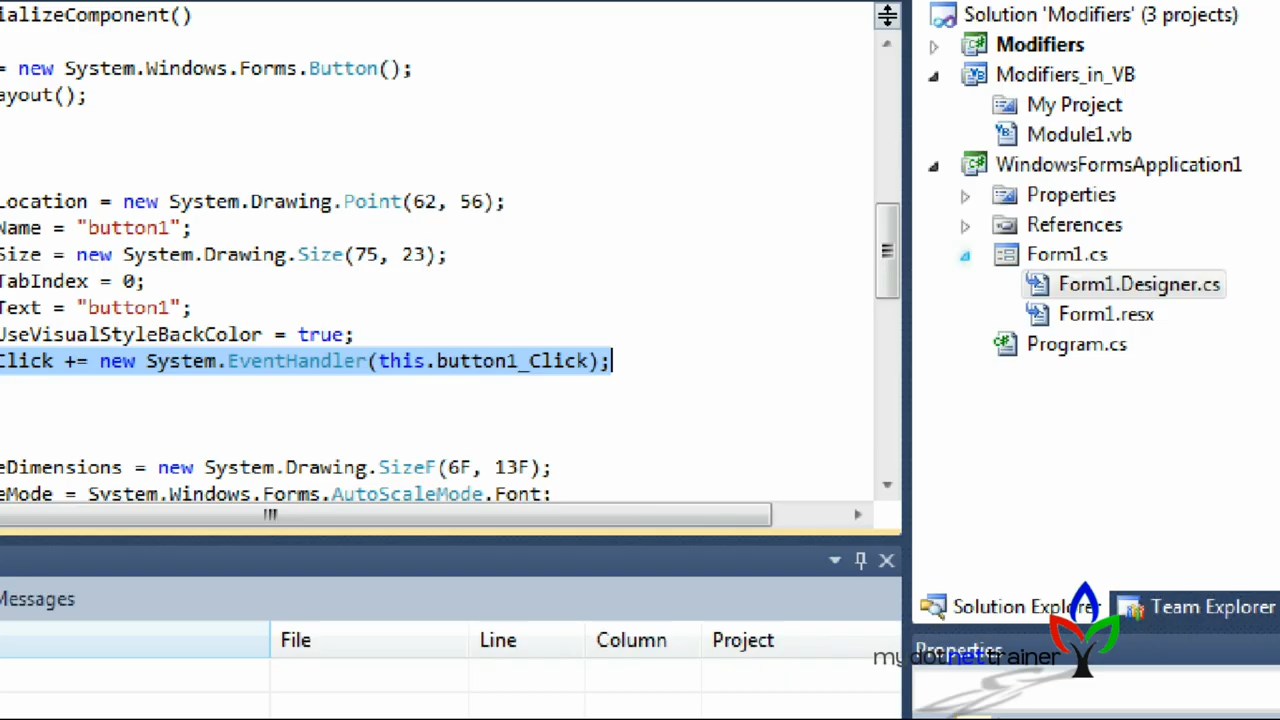 ializeComponent()
= new System.Windows.Forms.Button();
ayout();
Location = new System.Drawing.Point(62, 56);
Name = "button1";
Size = new System.Drawing.Size(75, 23);
TabIndex = 0;
Text = "button1";
UseVisualStyleBackColor = true;
Click += new System.EventHandler(this.button1_Click);
eDimensions = new System.Drawing.SizeF(6F, 13F);
eMode = System.Windows.Forms.AutoScaleMode.Font;
Messages
File Line Column Project
Solution 'Modifiers' (3 projects)
Modifiers
Modifiers_in_VB
My Project
Module1.vb
WindowsFormsApplication1
Properties
References
Form1.cs
Form1.Designer.cs
Form1.resx
Program.cs
Solution Explorer Team Explorer
Properties
mydotnettrainer